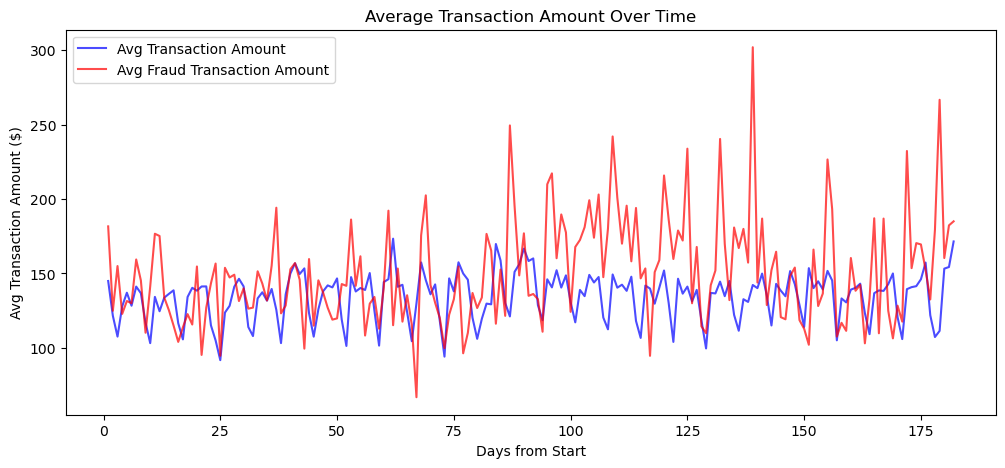 Average Transaction Amount Over Time
Avg Transaction Amount
Avg Fraud Transaction Amount
Avg Transaction Amount ($)
300
250
200
150
100
0 25 50 75 100 125 150 175
Days from Start